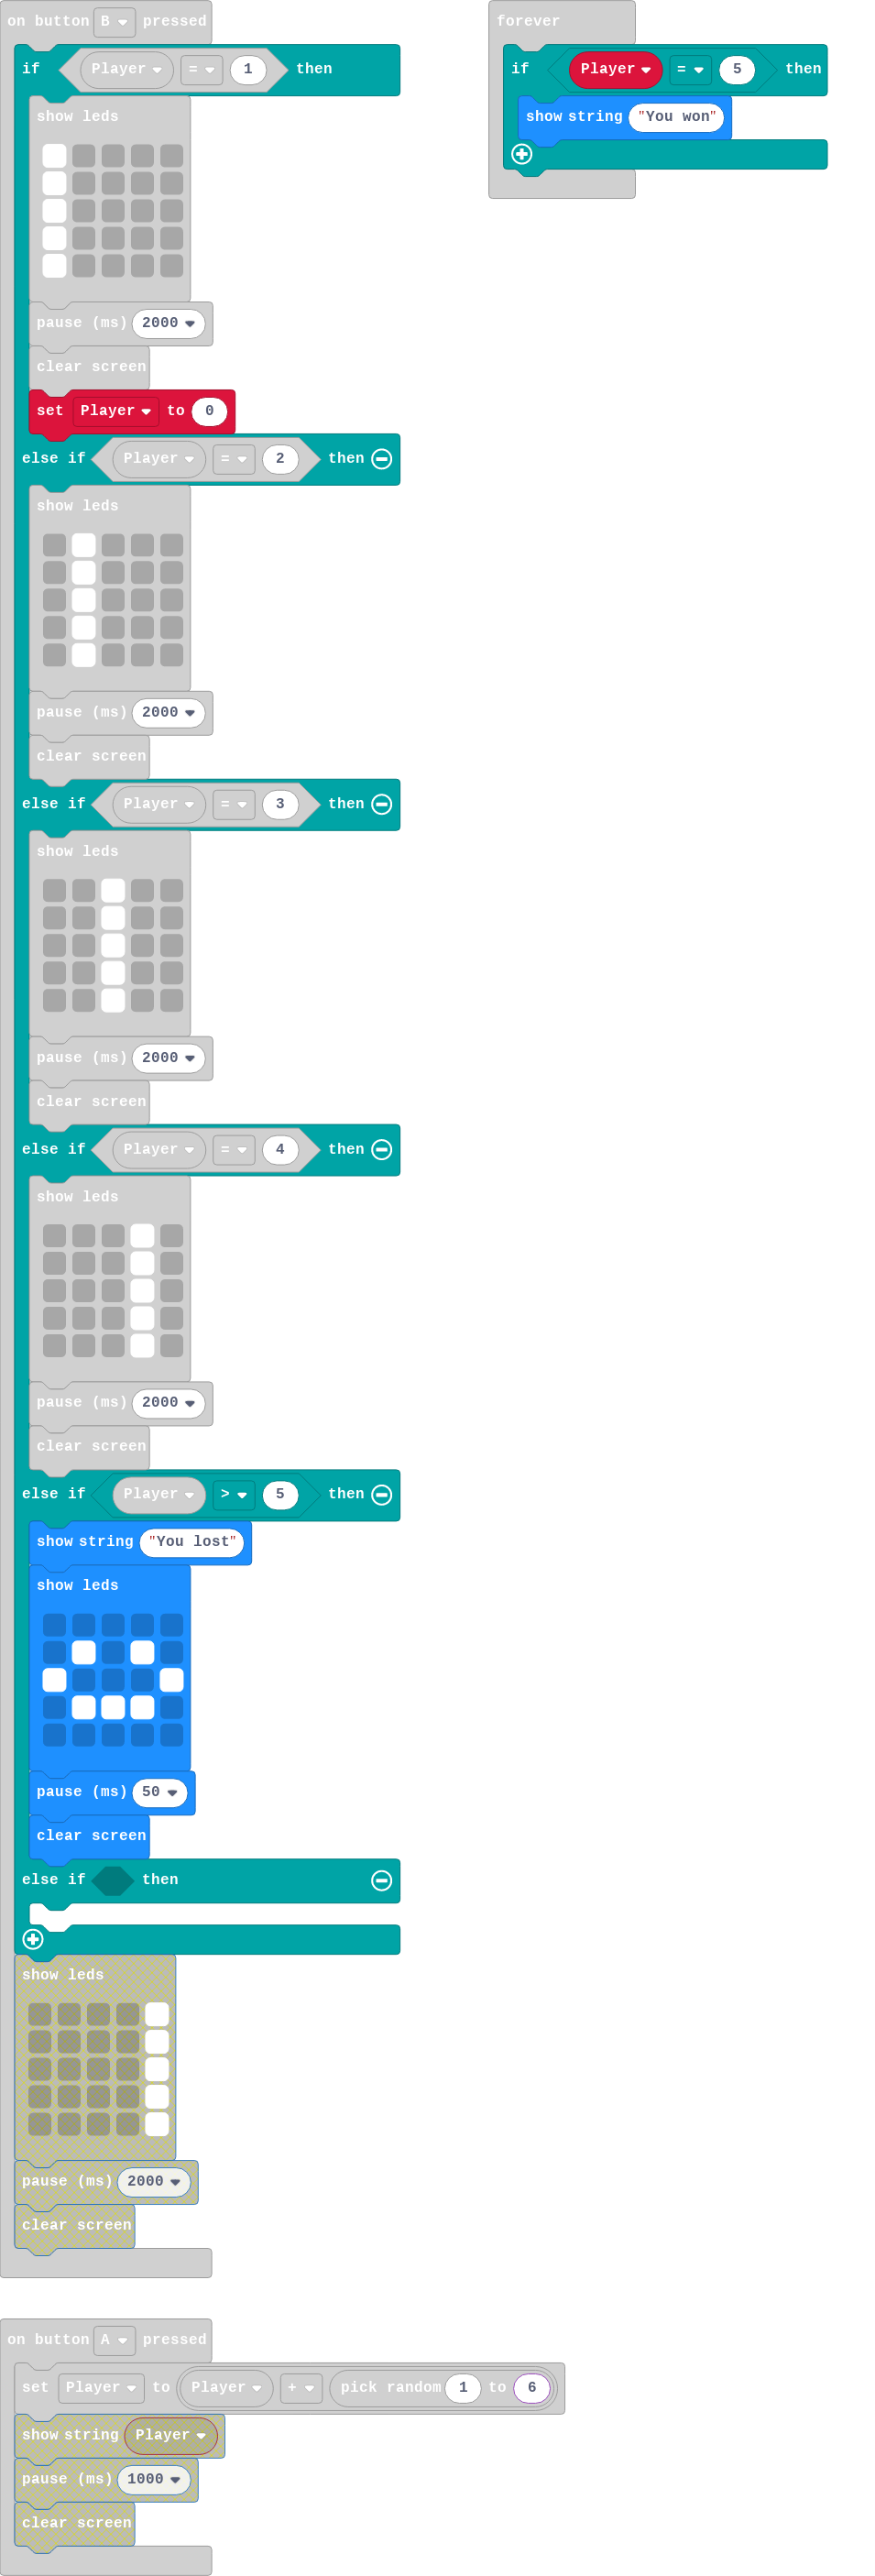 on button B pressed
if Player = 1 then
show leds
pause (ms) 2000
clear screen
set Player to 0
else if Player = 2 then
show leds
pause (ms) 2000
clear screen
else if Player = 3 then
show leds
pause (ms) 2000
clear screen
else if Player = 4 then
show leds
pause (ms) 2000
clear screen
else if Player > 5 then
show string "You lost"
show leds
pause (ms) 50
clear screen
else if then
show leds
pause (ms) 2000
clear screen
on button A pressed
set Player to Player + pick random 1 to 6
show string Player
pause (ms) 1000
clear screen
forever
if Player = 5 then
show string "You won"